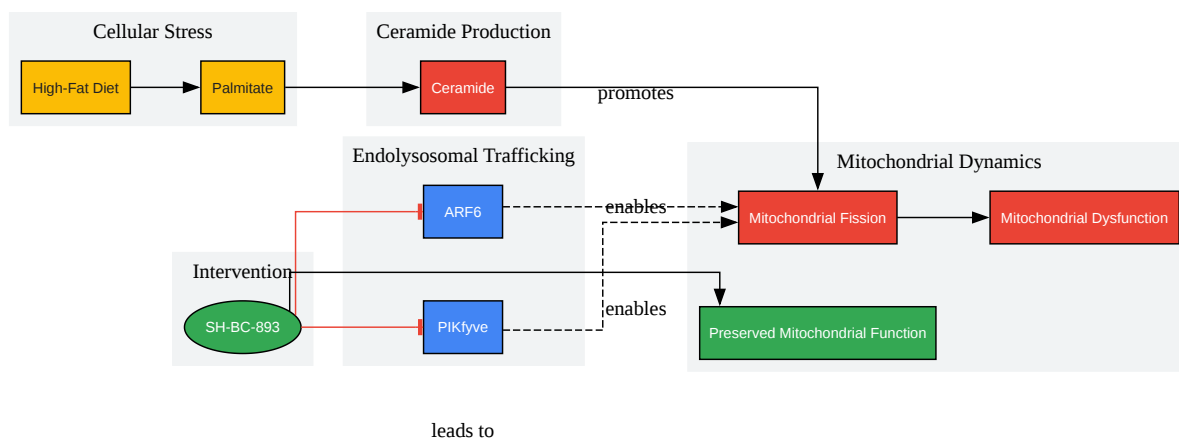 Cellular Stress
Ceramide Production
High-Fat Diet
Palmitate
Ceramide
promotes
Endolysosomal Trafficking
Mitochondrial Dynamics
ARF6
enables
Mitochondrial Fission
Mitochondrial Dysfunction
Intervention
SH-BC-893
PIKfyve
enables
Preserved Mitochondrial Function
leads to